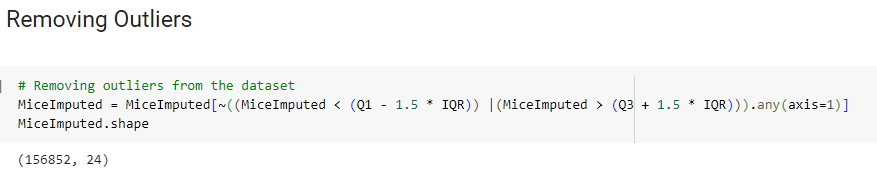 Removing Outliers
# Removing outliers from the dataset
MiceImputed = MiceImputed[~((MiceImputed < (Q1 - 1.5 * IQR)) |(MiceImputed > (Q3 + 1.5 * IQR))).any(axis=1)]
MiceImputed.shape
(156852, 24)